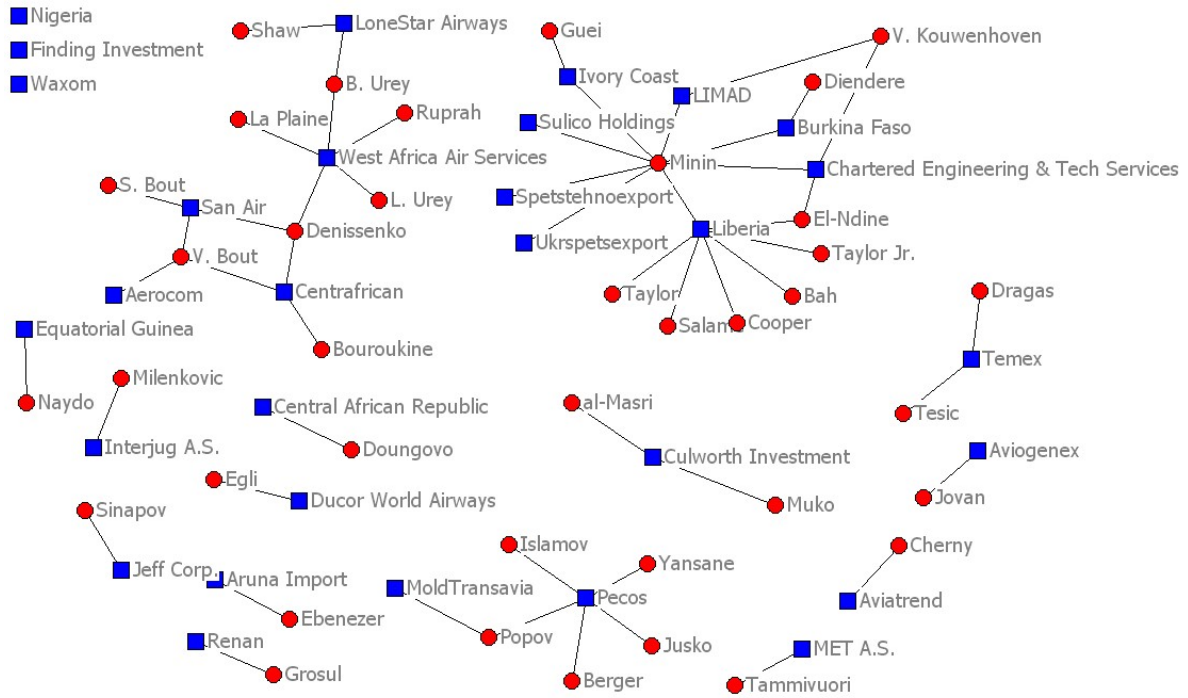 Nigeria
Finding Investment
Waxom
Shaw
LoneStar Airways
B. Urey
La Plaine
Ruprah
West Africa Air Services
S. Bout
San Air
L. Urey
Denissenko
V. Bout
Aerocom
Centrafrican
Bouroukine
Guei
Ivory Coast
V. Kouwenhoven
LIMAD
Diendere
Sulico Holdings
Burkina Faso
Minin
Chartered Engineering & Tech Services
Spetstehnoexport
Ukrspetsexport
Liberia
El-Ndine
Taylor Jr.
Taylor
Bah
Salame
Cooper
Dragas
Temex
Tesic
Equatorial Guinea
Naydo
Milenkovic
Interjug A.S.
Central African Republic
Doungovo
al-Masri
Culworth Investment
Muko
Aviogenex
Jovan
Egli
Ducor World Airways
Sinapov
Jeff Corp.
Aruna Import
Ebenezer
Renan
Grosul
Islamov
Yansane
MoldTransavia
Pecos
Popov
Jusko
Berger
Cherny
Aviatrend
MET A.S.
Tammivuori